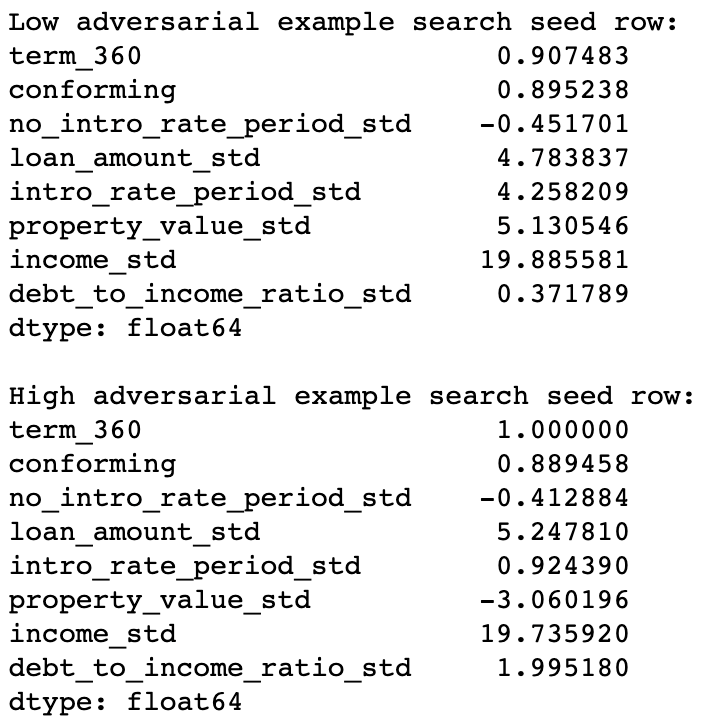 Low adversarial example search seed row:
term_360 0.907483
conforming 0.895238
no_intro_rate_period_std -0.451701
loan_amount_std 4.783837
intro_rate_period_std 4.258209
property_value_std 5.130546
income_std 19.885581
debt_to_income_ratio_std 0.371789
dtype: float64

High adversarial example search seed row:
term_360 1.000000
conforming 0.889458
no_intro_rate_period_std -0.412884
loan_amount_std 5.247810
intro_rate_period_std 0.924390
property_value_std -3.060196
income_std 19.735920
debt_to_income_ratio_std 1.995180
dtype: float64